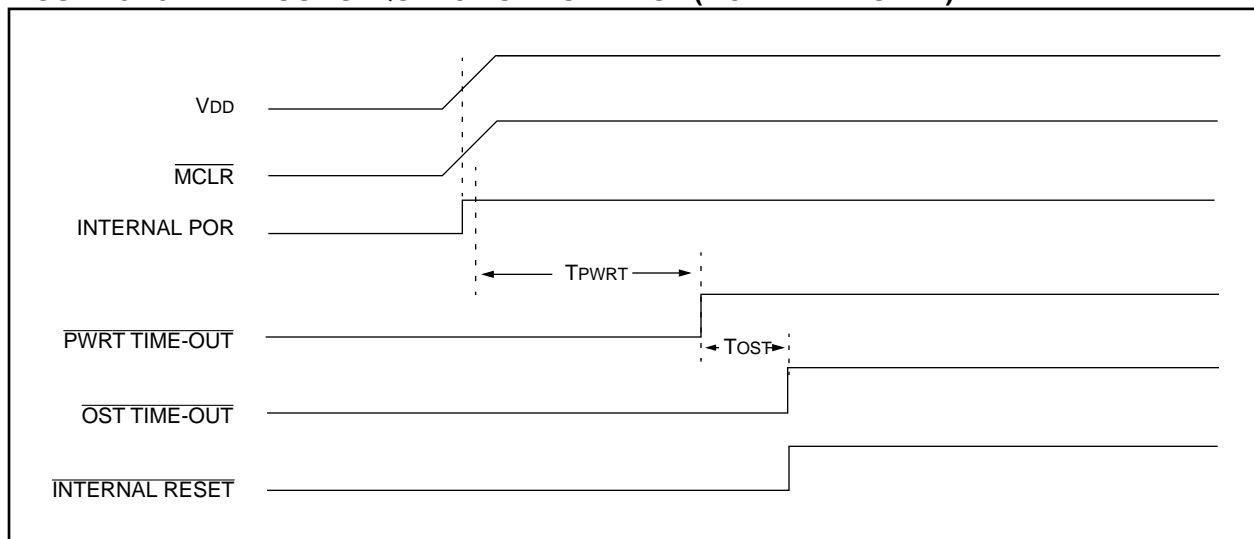 VDD
MCLR
INTERNAL POR
TPWRT
PWRT TIME-OUT
TOST
OST TIME-OUT
INTERNAL RESET